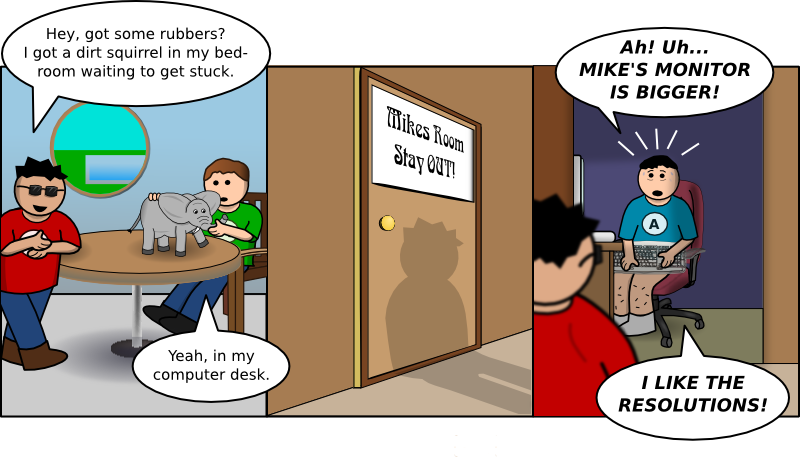 Hey, got some rubbers?
I got a dirt squirrel in my bed-
room waiting to get stuck.
Yeah, in my
computer desk.
Mikes Room
Stay OUT!
Ah! Uh...
MIKE'S MONITOR
IS BIGGER!
A
I LIKE THE
RESOLUTIONS!